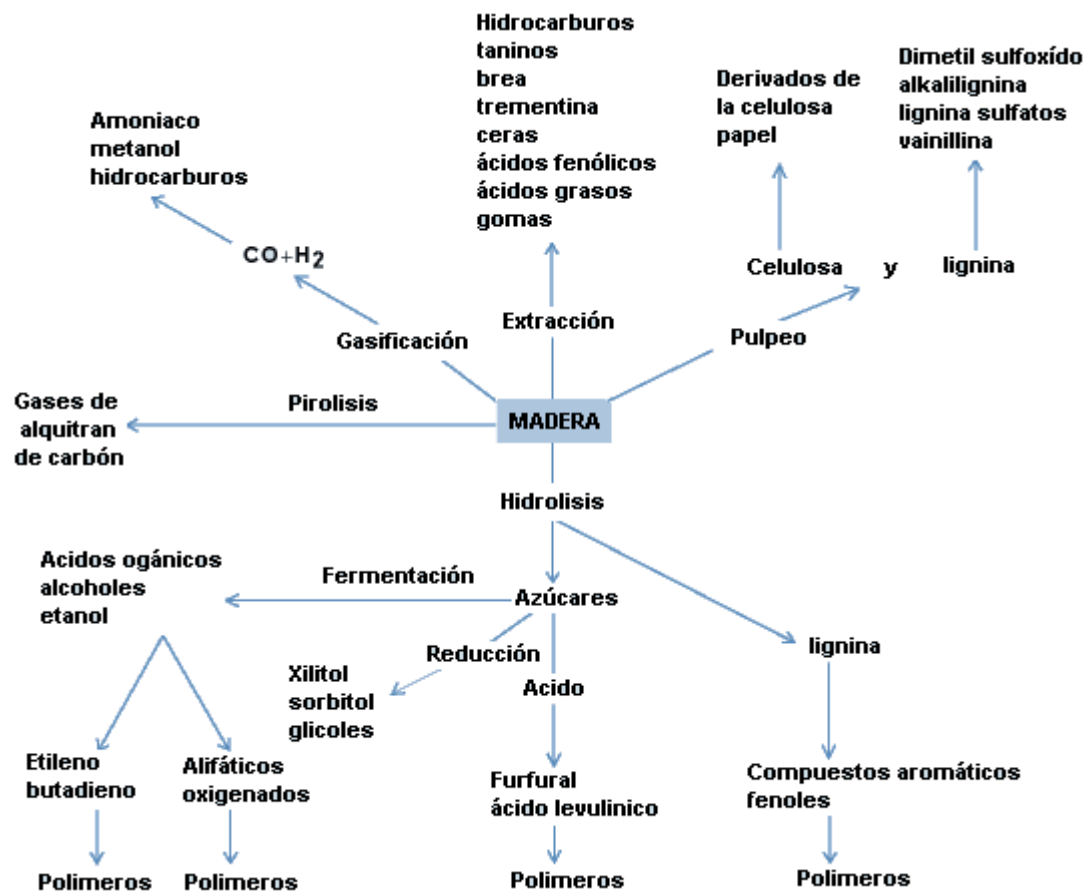 Hidrocarburos
taninos
brea
trementina
ceras
ácidos fenólicos
ácidos grasos
gomas
Derivados de
la celulosa
papel
Dimetil sulfoxído
alkalilignina
lignina sulfatos
vainillina
Amoniaco
metanol
hidrocarburos
CO+H2
Celulosa y lignina
Extracción
Gasificación
Pulpeo
Pirolisis
Gases de
alquitran
de carbón
MADERA
Hidrolisis
Acidos ogánicos
alcoholes
etanol
Fermentación
Azúcares
Reducción
lignina
Xilitol
sorbitol
glicoles
Acido
Etileno
butadieno
Alifáticos
oxigenados
Furfural
ácido levulinico
Compuestos aromáticos
fenoles
Polimeros
Polimeros
Polimeros
Polimeros